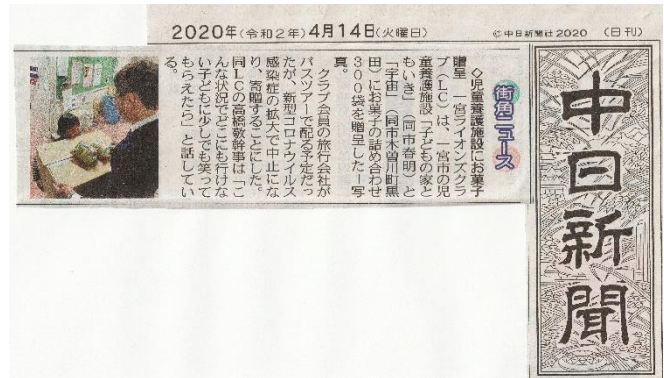 2020年(令和2年)4月14日(火曜日)
©中日新聞社2020 (日刊)
中日新聞
街角ニュース
◇児童養護施設にお菓子
贈呈 一宮ライオンズクラ
ブ(LC)は、一宮市の児
童養護施設「子どもの家と
もいき」(同市春明)と
「宇宙」(同市木曽川町黒
田)にお菓子の詰め合わせ
300袋を贈呈した=写
真。
クラブ会員の旅行会社が
バスツアーで配る予定だっ
たが、新型コロナウイルス
感染症の拡大で中止にな
り、寄贈することにした。
同LCの高橋敬幹事は「こ
んな状況でどこにも行けな
い子どもに少しでも笑って
もらえたら」と話してい
る。